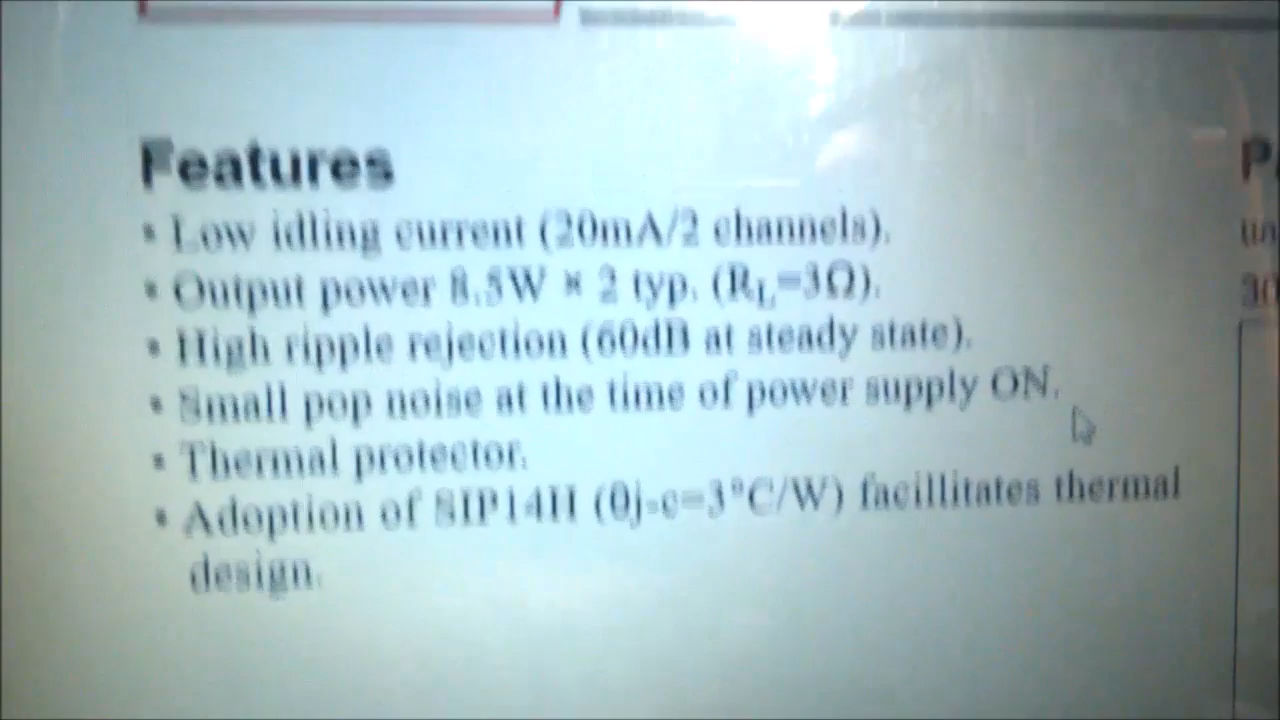 Features
• Low idling current (20mA/2 channels).
• Output power 8.5W × 2 typ. (RL=3Ω).
• High ripple rejection (60dB at steady state).
• Small pop noise at the time of power supply ON.
• Thermal protector.
• Adoption of SIP14H (θj-c=3°C/W) facillitates thermal
design.